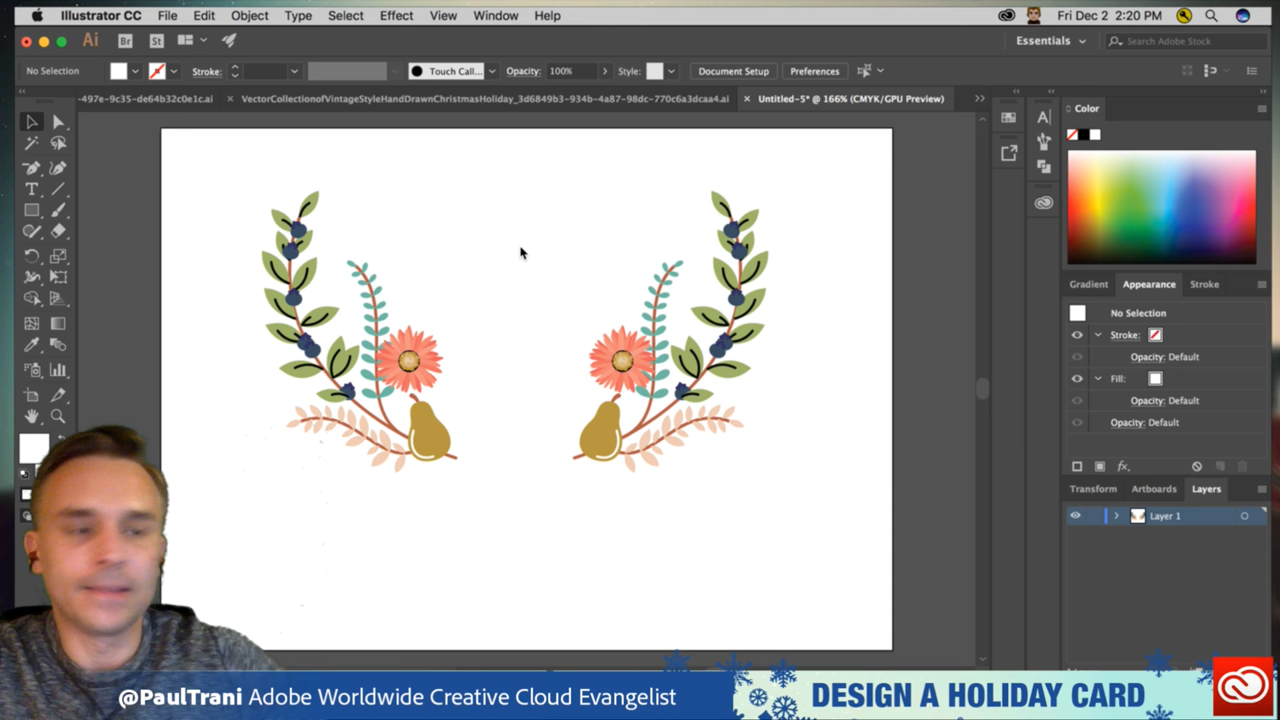 Illustrator CC File Edit Object Type Select Effect View Window Help Fri Dec 2 2:20 PM
Ai Br St Essentials Search Adobe Stock
No Selection Stroke: Touch Call... Opacity: 100% Style: Document Setup Preferences
-497e-9c35-de64b32c0e1c.ai × VectorCollectionofVintageStyleHandDrawnChristmasHoliday_3d6849b3-934b-4a87-98dc-770c6a3dcaa4.ai × Untitled-5* @ 166% (CMYK/GPU Preview)
Color
Gradient Appearance Stroke
No Selection
Stroke:
Opacity: Default
Fill:
Opacity: Default
Opacity: Default
fx
Transform Artboards Layers
Layer 1
@PaulTrani Adobe Worldwide Creative Cloud Evangelist
DESIGN A HOLIDAY CARD